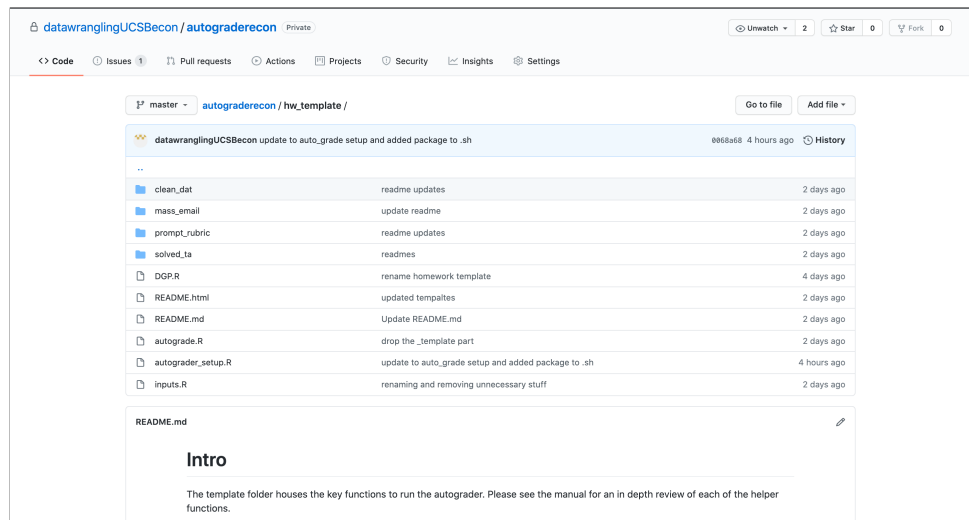 datawranglingUCSBecon / autograderecon Private
Unwatch 2 Star 0 Fork 0
<> Code Issues 1 Pull requests Actions Projects Security Insights Settings
master autograderecon / hw_template / Go to file Add file
datawranglingUCSBecon update to auto_grade setup and added package to .sh 0068a68 4 hours ago History
..
clean_dat readme updates 2 days ago
mass_email update readme 2 days ago
prompt_rubric readme updates 2 days ago
solved_ta readmes 2 days ago
DGP.R rename homework template 4 days ago
README.html updated tempaltes 2 days ago
README.md Update README.md 2 days ago
autograde.R drop the _template part 2 days ago
autograder_setup.R update to auto_grade setup and added package to .sh 4 hours ago
inputs.R renaming and removing unnecessary stuff 2 days ago
README.md
Intro
The template folder houses the key functions to run the autograder. Please see the manual for an in depth review of each of the helper
functions.